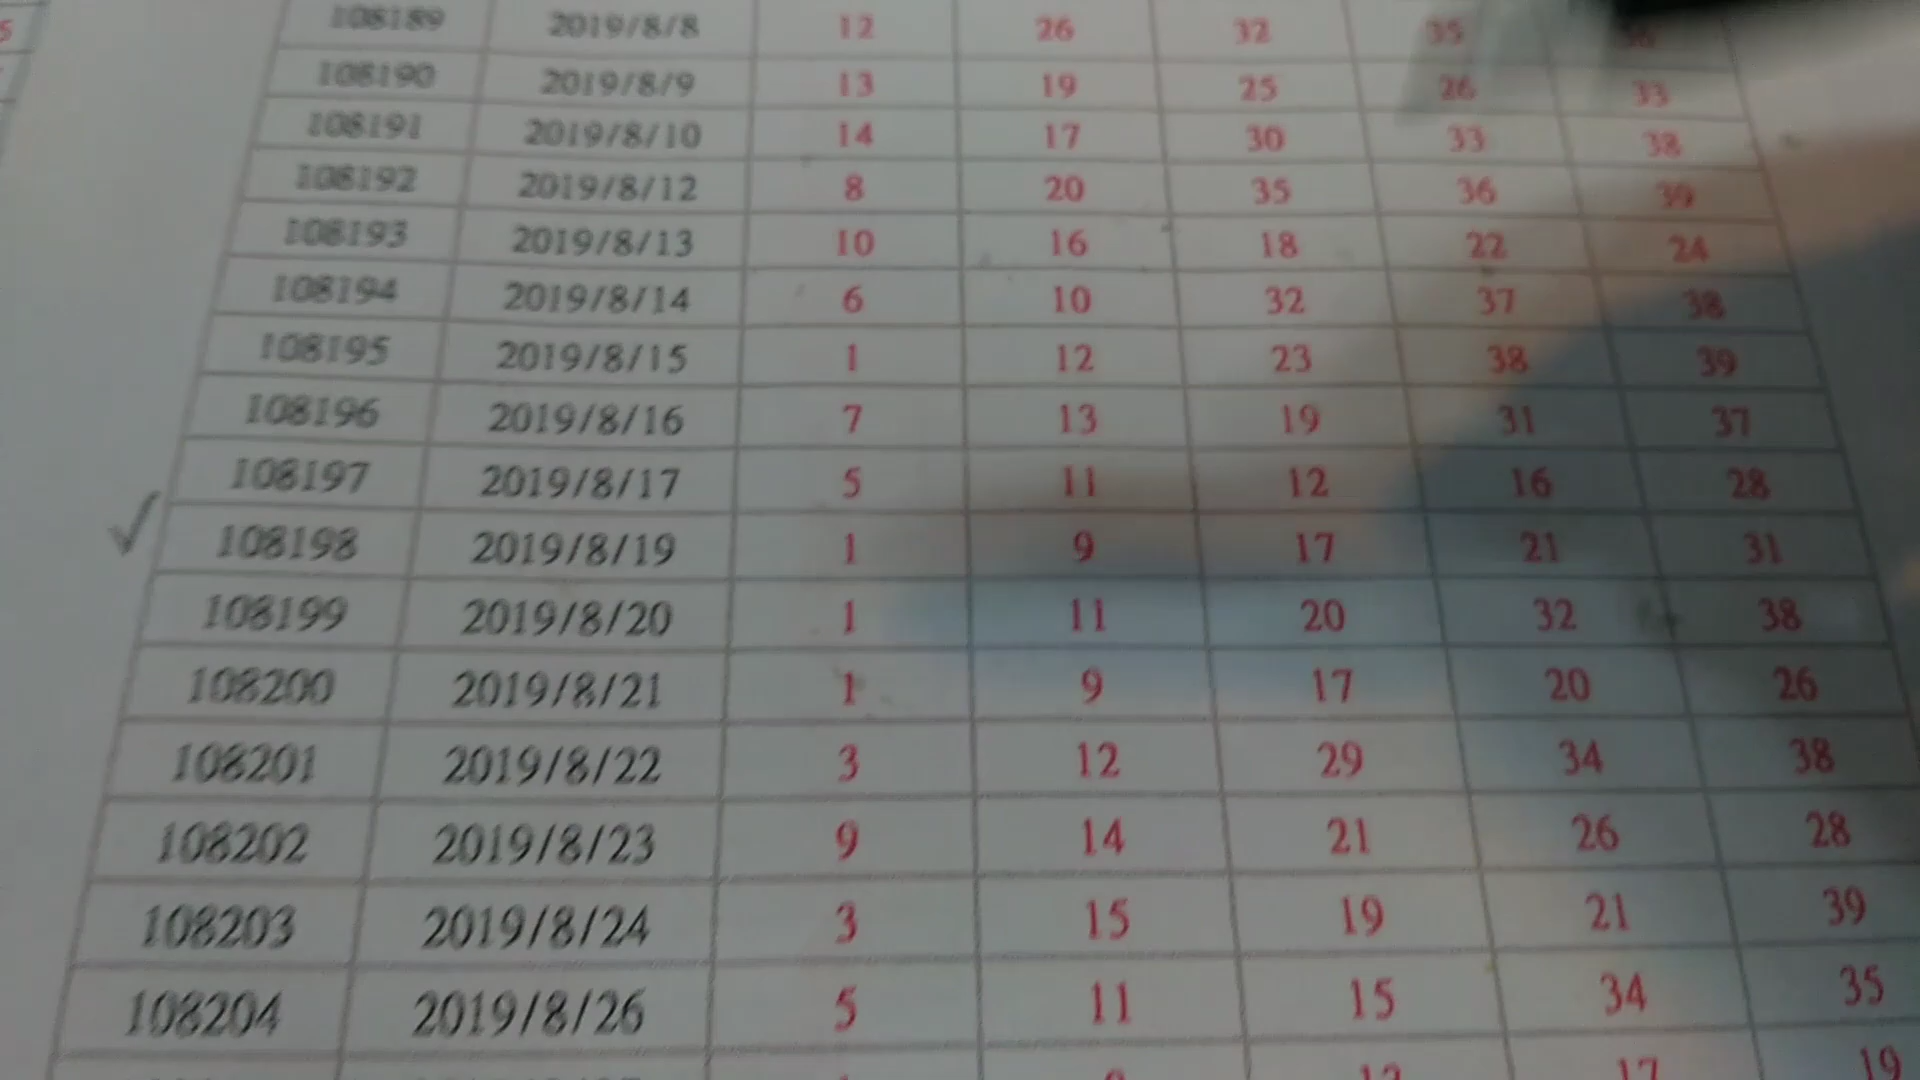 108189 2019/8/8 12 26 32 35
108190 2019/8/9 13 19 25 26 33
108191 2019/8/10 14 17 30 33 38
108192 2019/8/12 8 20 35 36 39
108193 2019/8/13 10 16 18 22 24
108194 2019/8/14 6 10 32 37 38
108195 2019/8/15 1 12 23 38 39
108196 2019/8/16 7 13 19 31 37
108197 2019/8/17 5 11 12 16 28
108198 2019/8/19 1 9 17 21 31
108199 2019/8/20 1 11 20 32 38
108200 2019/8/21 1 9 17 20 26
108201 2019/8/22 3 12 29 34 38
108202 2019/8/23 9 14 21 26 28
108203 2019/8/24 3 15 19 21 39
108204 2019/8/26 5 11 15 34 35
17 19